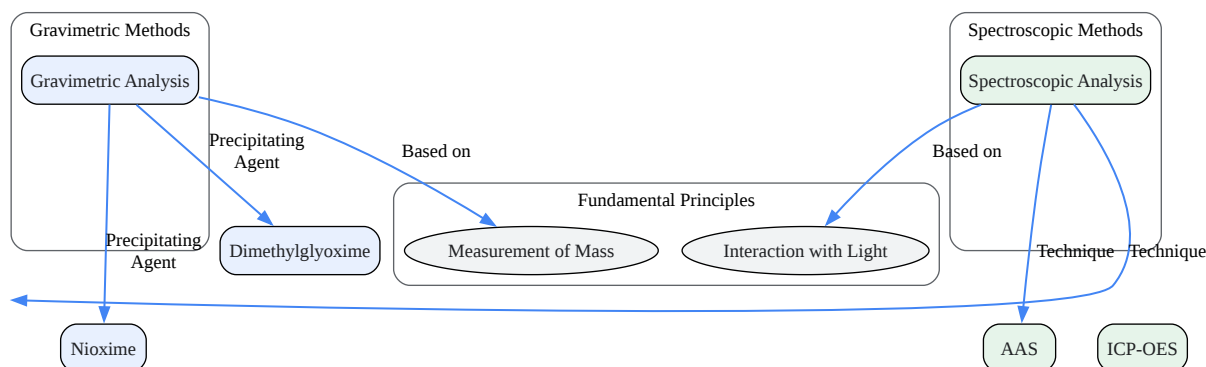 Gravimetric Methods
Spectroscopic Methods
Gravimetric Analysis
Spectroscopic Analysis
Precipitating
Agent
Based on
Based on
Fundamental Principles
Precipitating
Agent
Dimethylglyoxime
Measurement of Mass
Interaction with Light
Technique
Technique
Nioxime
AAS
ICP-OES